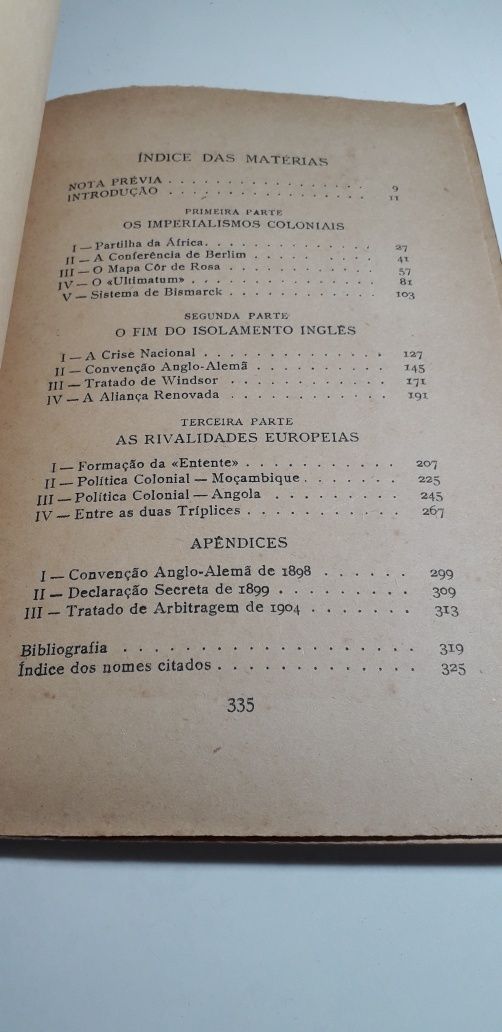 ÍNDICE DAS MATÉRIAS
NOTA PRÉVIA . . . . . . . . . . . . . . . . 9
INTRODUÇÃO . . . . . . . . . . . . . . . . 11
PRIMEIRA PARTE
OS IMPERIALISMOS COLONIAIS
I — Partilha da África. . . . . . . . . . . . . 27
II — A Conferência de Berlim . . . . . . . . . . 41
III — O Mapa Côr de Rosa . . . . . . . . . . . 57
IV — O «Ultimatum» . . . . . . . . . . . . . 81
V — Sistema de Bismarck . . . . . . . . . . . 103
SEGUNDA PARTE
O FIM DO ISOLAMENTO INGLÊS
I — A Crise Nacional . . . . . . . . . . . . . 127
II — Convenção Anglo-Alemã . . . . . . . . . . 145
III — Tratado de Windsor . . . . . . . . . . . 171
IV — A Aliança Renovada . . . . . . . . . . . 191
TERCEIRA PARTE
AS RIVALIDADES EUROPEIAS
I — Formação da «Entente» . . . . . . . . . . . 207
II — Política Colonial — Moçambique . . . . . . . . 225
III — Política Colonial — Angola . . . . . . . . . 245
IV — Entre as duas Tríplices . . . . . . . . . . . 267
APÊNDICES
I — Convenção Anglo-Alemã de 1898 . . . . . . 299
II — Declaração Secreta de 1899 . . . . . . . . . 309
III — Tratado de Arbitragem de 1904 . . . . . . . 313
Bibliografia . . . . . . . . . . . . . . . . . . 319
Índice dos nomes citados . . . . . . . . . . . . . 325
335